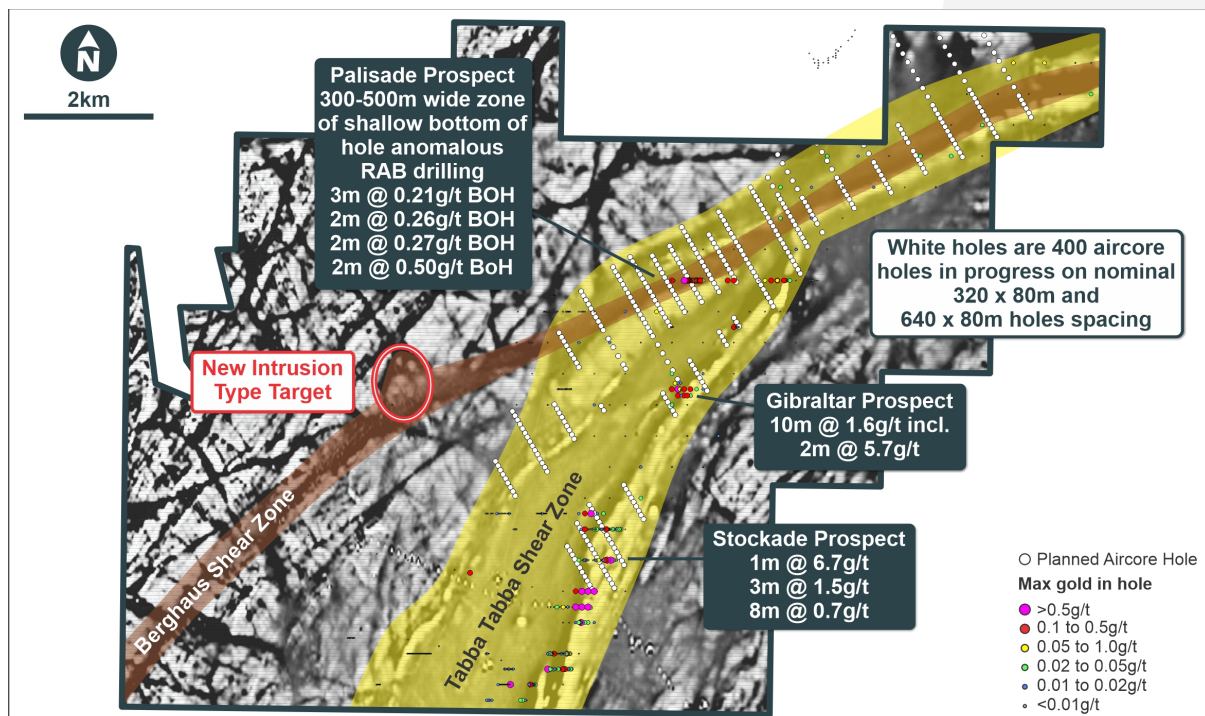 N
2km
Palisade Prospect
300-500m wide zone
of shallow bottom of
hole anomalous
RAB drilling
3m @ 0.21g/t BOH
2m @ 0.26g/t BOH
2m @ 0.27g/t BOH
2m @ 0.50g/t BoH
White holes are 400 aircore
holes in progress on nominal
320 x 80m and
640 x 80m holes spacing
New Intrusion
Type Target
Gibraltar Prospect
10m @ 1.6g/t incl.
2m @ 5.7g/t
Berghaus Shear Zone
Tabba Tabba Shear Zone
Stockade Prospect
1m @ 6.7g/t
3m @ 1.5g/t
8m @ 0.7g/t
Planned Aircore Hole
Max gold in hole
>0.5g/t
0.1 to 0.5g/t
0.05 to 1.0g/t
0.02 to 0.05g/t
0.01 to 0.02g/t
<0.01g/t